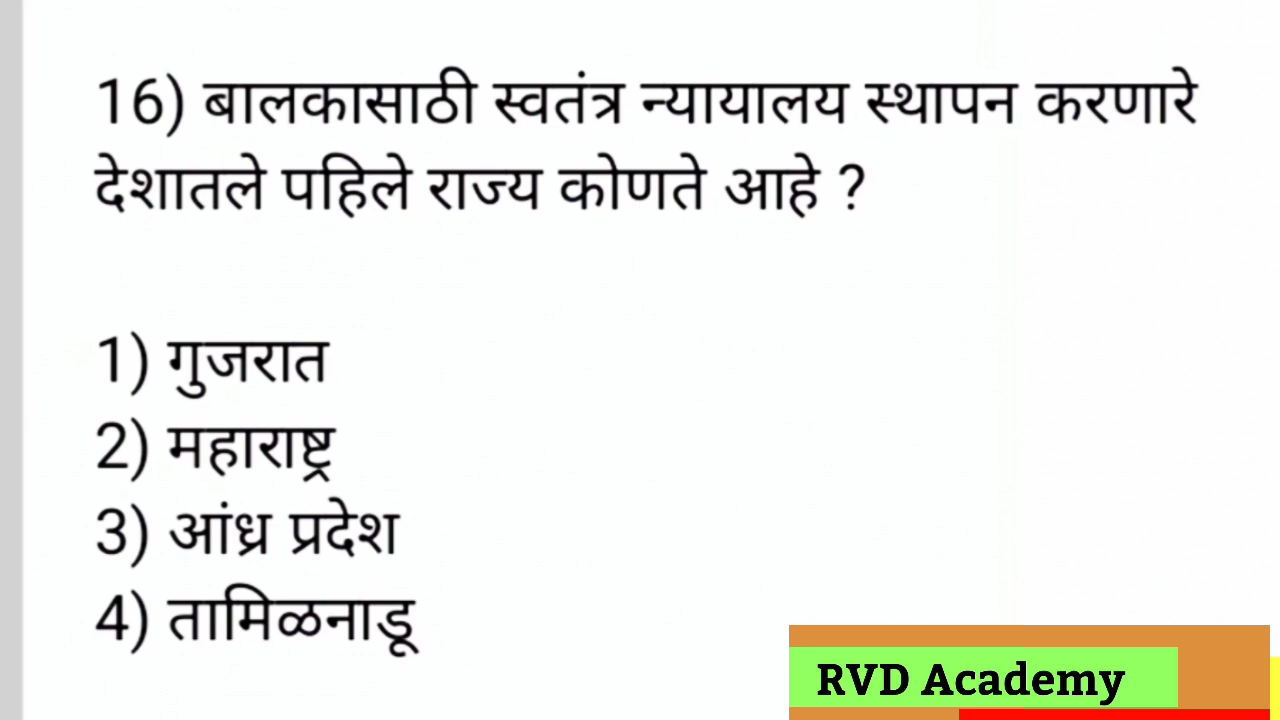 16) बालकासाठी स्वतंत्र न्यायालय स्थापन करणारे
देशातले पहिले राज्य कोणते आहे ?
1) गुजरात
2) महाराष्ट्र
3) आंध्र प्रदेश
4) तामिळनाडू
RVD Academy